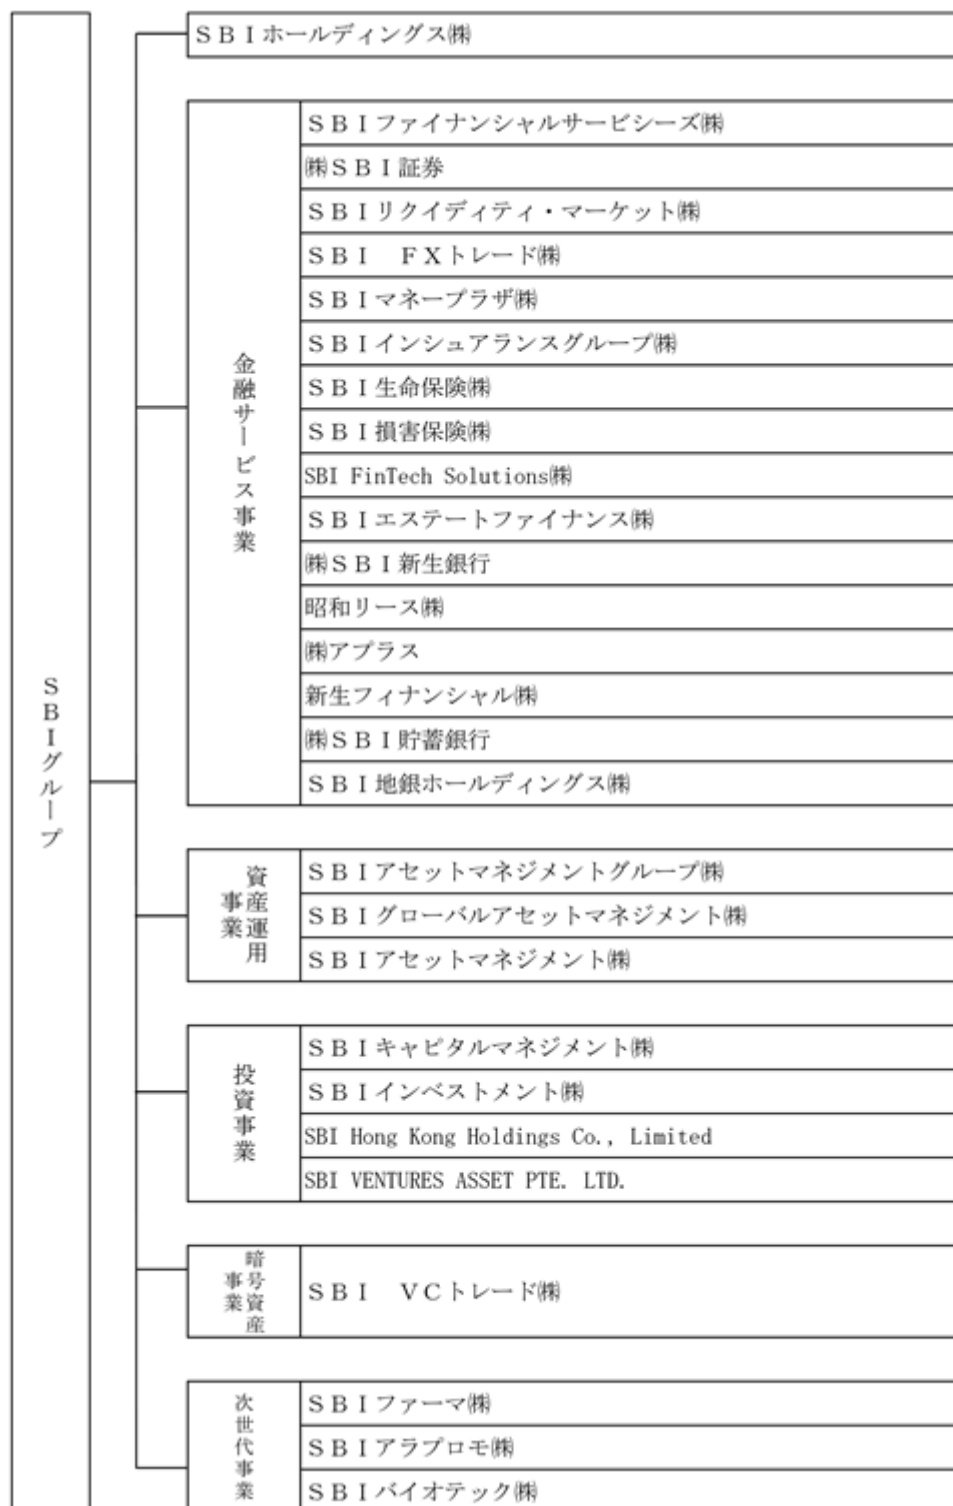 SBIグループ
SBIホールディングス㈱
金融サービス事業
SBIファイナンシャルサービシーズ㈱
㈱SBI証券
SBIリクイディティ・マーケット㈱
SBI　FXトレード㈱
SBIマネープラザ㈱
SBIインシュアランスグループ㈱
SBI生命保険㈱
SBI損害保険㈱
SBI FinTech Solutions㈱
SBIエステートファイナンス㈱
㈱SBI新生銀行
昭和リース㈱
㈱アプラス
新生フィナンシャル㈱
㈱SBI貯蓄銀行
SBI地銀ホールディングス㈱
資産運用
事業
SBIアセットマネジメントグループ㈱
SBIグローバルアセットマネジメント㈱
SBIアセットマネジメント㈱
投資事業
SBIキャピタルマネジメント㈱
SBIインベストメント㈱
SBI Hong Kong Holdings Co., Limited
SBI VENTURES ASSET PTE. LTD.
暗号資産
事業
SBI　VCトレード㈱
次世代事業
SBIファーマ㈱
SBIアラプロモ㈱
SBIバイオテック㈱